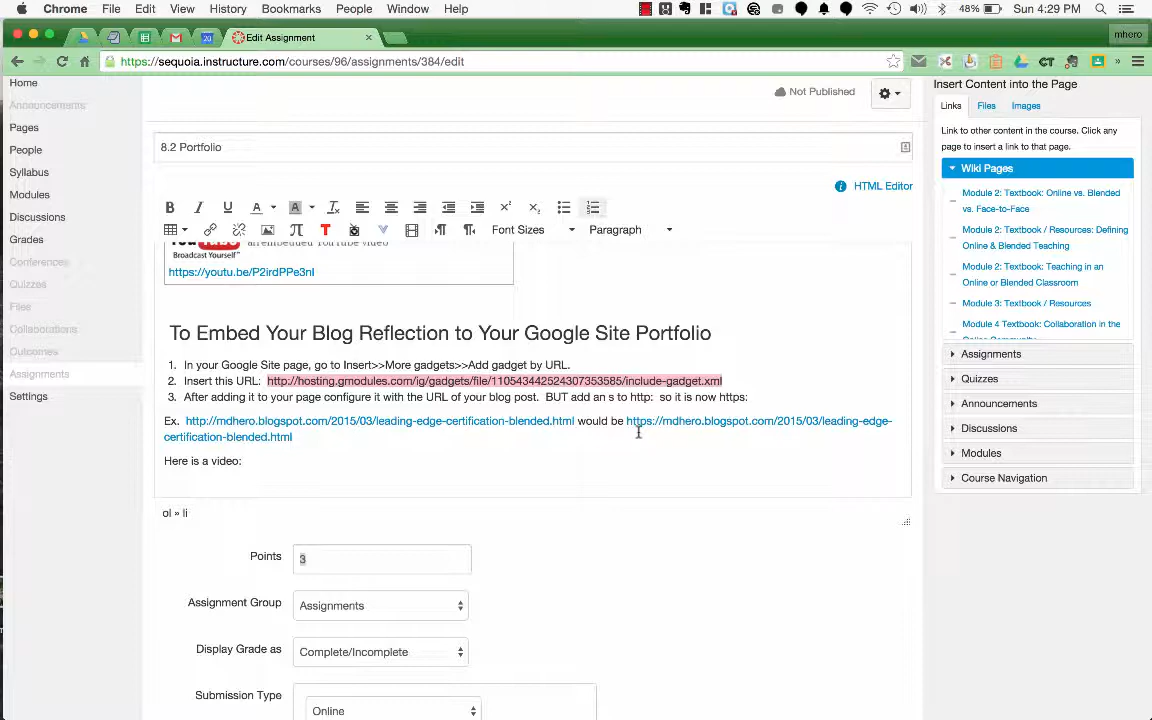 Chrome File Edit View History Bookmarks People Window Help 48% Sun 4:29 PM
Edit Assignment mhero
https://sequoia.instructure.com/courses/96/assignments/384/edit
Home
Announcements
Pages
People
Syllabus
Modules
Discussions
Grades
Conferences
Quizzes
Files
Collaborations
Outcomes
Assignments
Settings
Not Published
8.2 Portfolio
HTML Editor
Font Sizes Paragraph
Broadcast Yourself™
https://youtu.be/P2irdPPe3nI
To Embed Your Blog Reflection to Your Google Site Portfolio
1. In your Google Site page, go to Insert>>More gadgets>>Add gadget by URL.
2. Insert this URL: http://hosting.gmodules.com/ig/gadgets/file/110543442524307353585/include-gadget.xml
3. After adding it to your page configure it with the URL of your blog post. BUT add an s to http: so it is now https:
Ex. http://mdhero.blogspot.com/2015/03/leading-edge-certification-blended.html would be https://mdhero.blogspot.com/2015/03/leading-edge-
certification-blended.html
Here is a video:
ol » li
Points 3
Assignment Group Assignments
Display Grade as Complete/Incomplete
Submission Type
Online
Insert Content into the Page
Links Files Images
Link to other content in the course. Click any
page to insert a link to that page.
Wiki Pages
Module 2: Textbook: Online vs. Blended
vs. Face-to-Face
Module 2: Textbook / Resources: Defining
Online & Blended Teaching
Module 2: Textbook: Teaching in an
Online or Blended Classroom
Module 3: Textbook / Resources
Module 4 Textbook: Collaboration in the
Assignments
Quizzes
Announcements
Discussions
Modules
Course Navigation